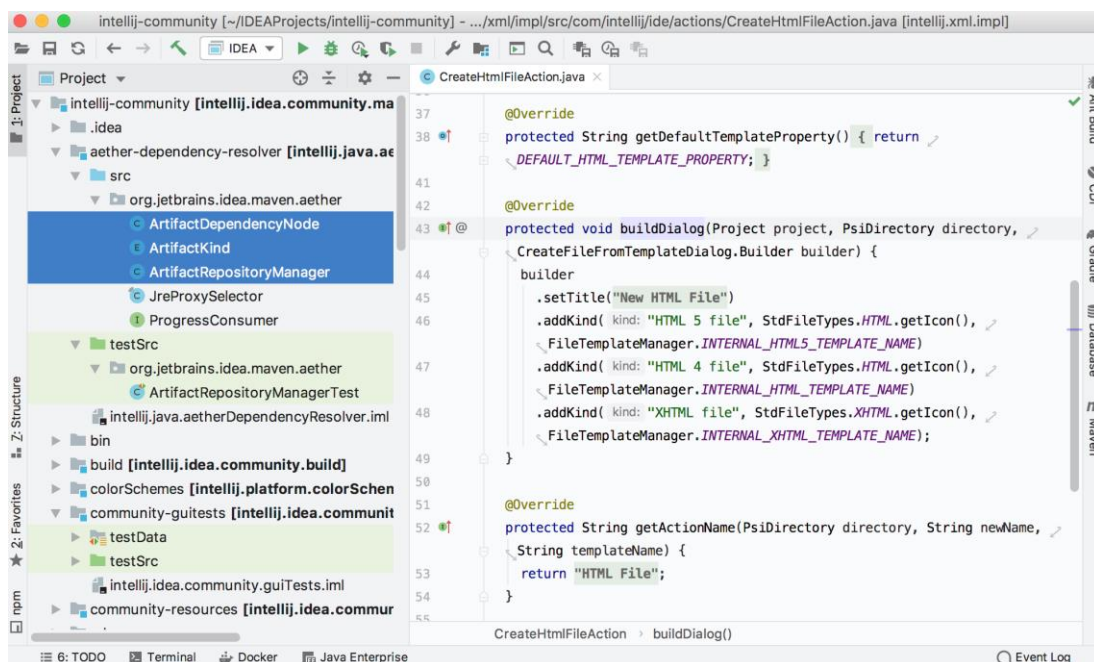 intellij-community [~/IDEAProjects/intellij-community] - .../xml/impl/src/com/intellij/ide/actions/CreateHtmlFileAction.java [intellij.xml.impl]
IDEA
1: Project
Z: Structure
2: Favorites
npm
Project
intellij-community [intellij.idea.community.ma
.idea
aether-dependency-resolver [intellij.java.ae
src
org.jetbrains.idea.maven.aether
ArtifactDependencyNode
ArtifactKind
ArtifactRepositoryManager
JreProxySelector
ProgressConsumer
testSrc
org.jetbrains.idea.maven.aether
ArtifactRepositoryManagerTest
intellij.java.aetherDependencyResolver.iml
bin
build [intellij.idea.community.build]
colorSchemes [intellij.platform.colorSchen
community-guitests [intellij.idea.communit
testData
testSrc
intellij.idea.community.guiTests.iml
community-resources [intellij.idea.commur
CreateHtmlFileAction.java
37 @Override
38 protected String getDefaultTemplateProperty() { return
DEFAULT_HTML_TEMPLATE_PROPERTY; }
41
42 @Override
43 @ protected void buildDialog(Project project, PsiDirectory directory,
CreateFileFromTemplateDialog.Builder builder) {
44 builder
45 .setTitle("New HTML File")
46 .addKind( kind: "HTML 5 file", StdFileTypes.HTML.getIcon(),
FileTemplateManager.INTERNAL_HTML5_TEMPLATE_NAME)
47 .addKind( kind: "HTML 4 file", StdFileTypes.HTML.getIcon(),
FileTemplateManager.INTERNAL_HTML_TEMPLATE_NAME)
48 .addKind( kind: "XHTML file", StdFileTypes.XHTML.getIcon(),
FileTemplateManager.INTERNAL_XHTML_TEMPLATE_NAME);
49 }
50
51 @Override
52 protected String getActionName(PsiDirectory directory, String newName,
String templateName) {
53 return "HTML File";
54 }
55
CreateHtmlFileAction › buildDialog()
Gradle
Database
Maven
6: TODO Terminal Docker Java Enterprise Event Log